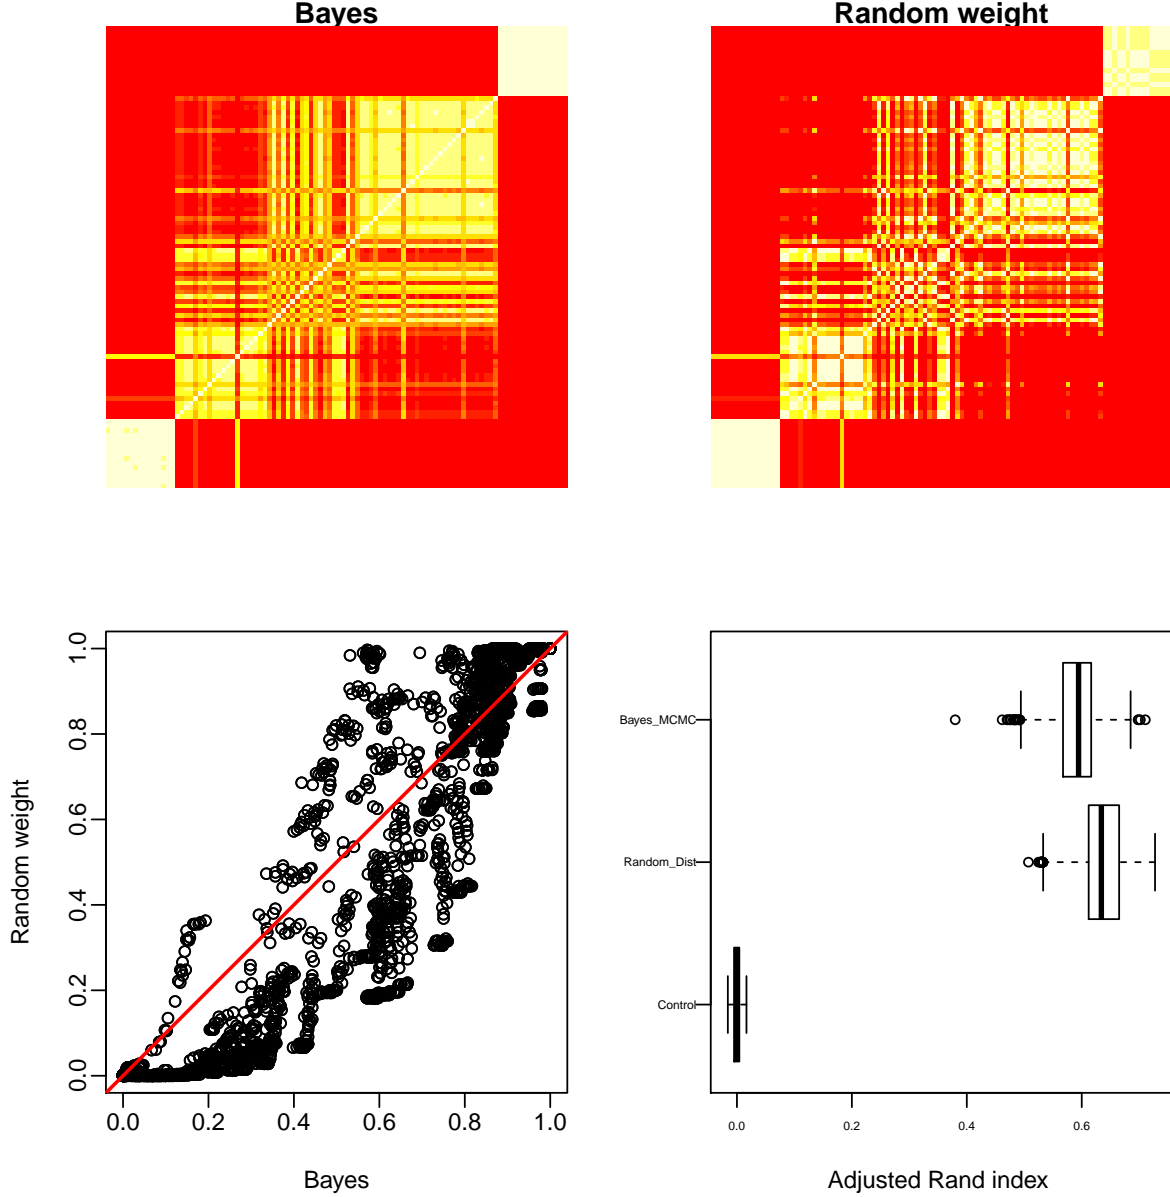 Bayes
Random weight
1.0
0.8
0.6
0.4
0.2
0.0
Random weight
0.0 0.2 0.4 0.6 0.8 1.0
Bayes
Bayes_MCMC
Random_Dist
Control
0.0 0.2 0.4 0.6
Adjusted Rand index